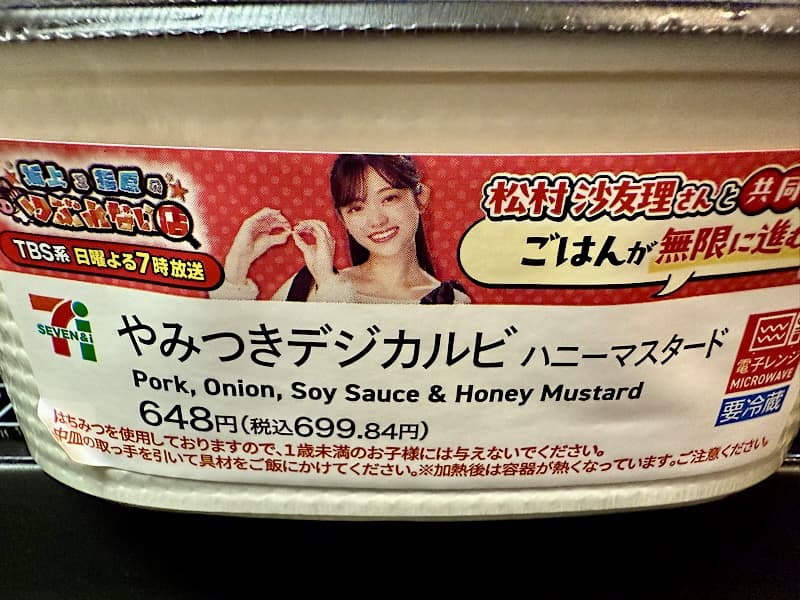 坂上&指原の
つぶれない店
TBS系 日曜よる7時放送
松村沙友理さんと共同
ごはんが無限に進む
SEVEN&i
やみつきデジカルビ ハニーマスタード
Pork, Onion, Soy Sauce & Honey Mustard
648円(税込699.84円)
電子レンジ
MICROWAVE
要冷蔵
はちみつを使用しておりますので、1歳未満のお子様には与えないでください。
中皿の取っ手を引いて具材をご飯にかけてください。※加熱後は容器が熱くなっています。ご注意ください。